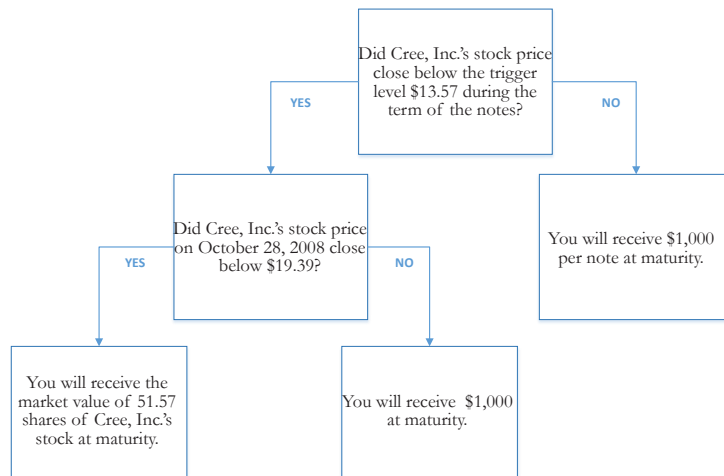 Did Cree, Inc.'s stock price
close below the trigger
level $13.57 during the
term of the notes?
YES
NO
Did Cree, Inc.'s stock price
on October 28, 2008 close
below $19.39?
You will receive $1,000
per note at maturity.
YES
NO
You will receive the
market value of 51.57
shares of Cree, Inc.'s
stock at maturity.
You will receive $1,000
at maturity.